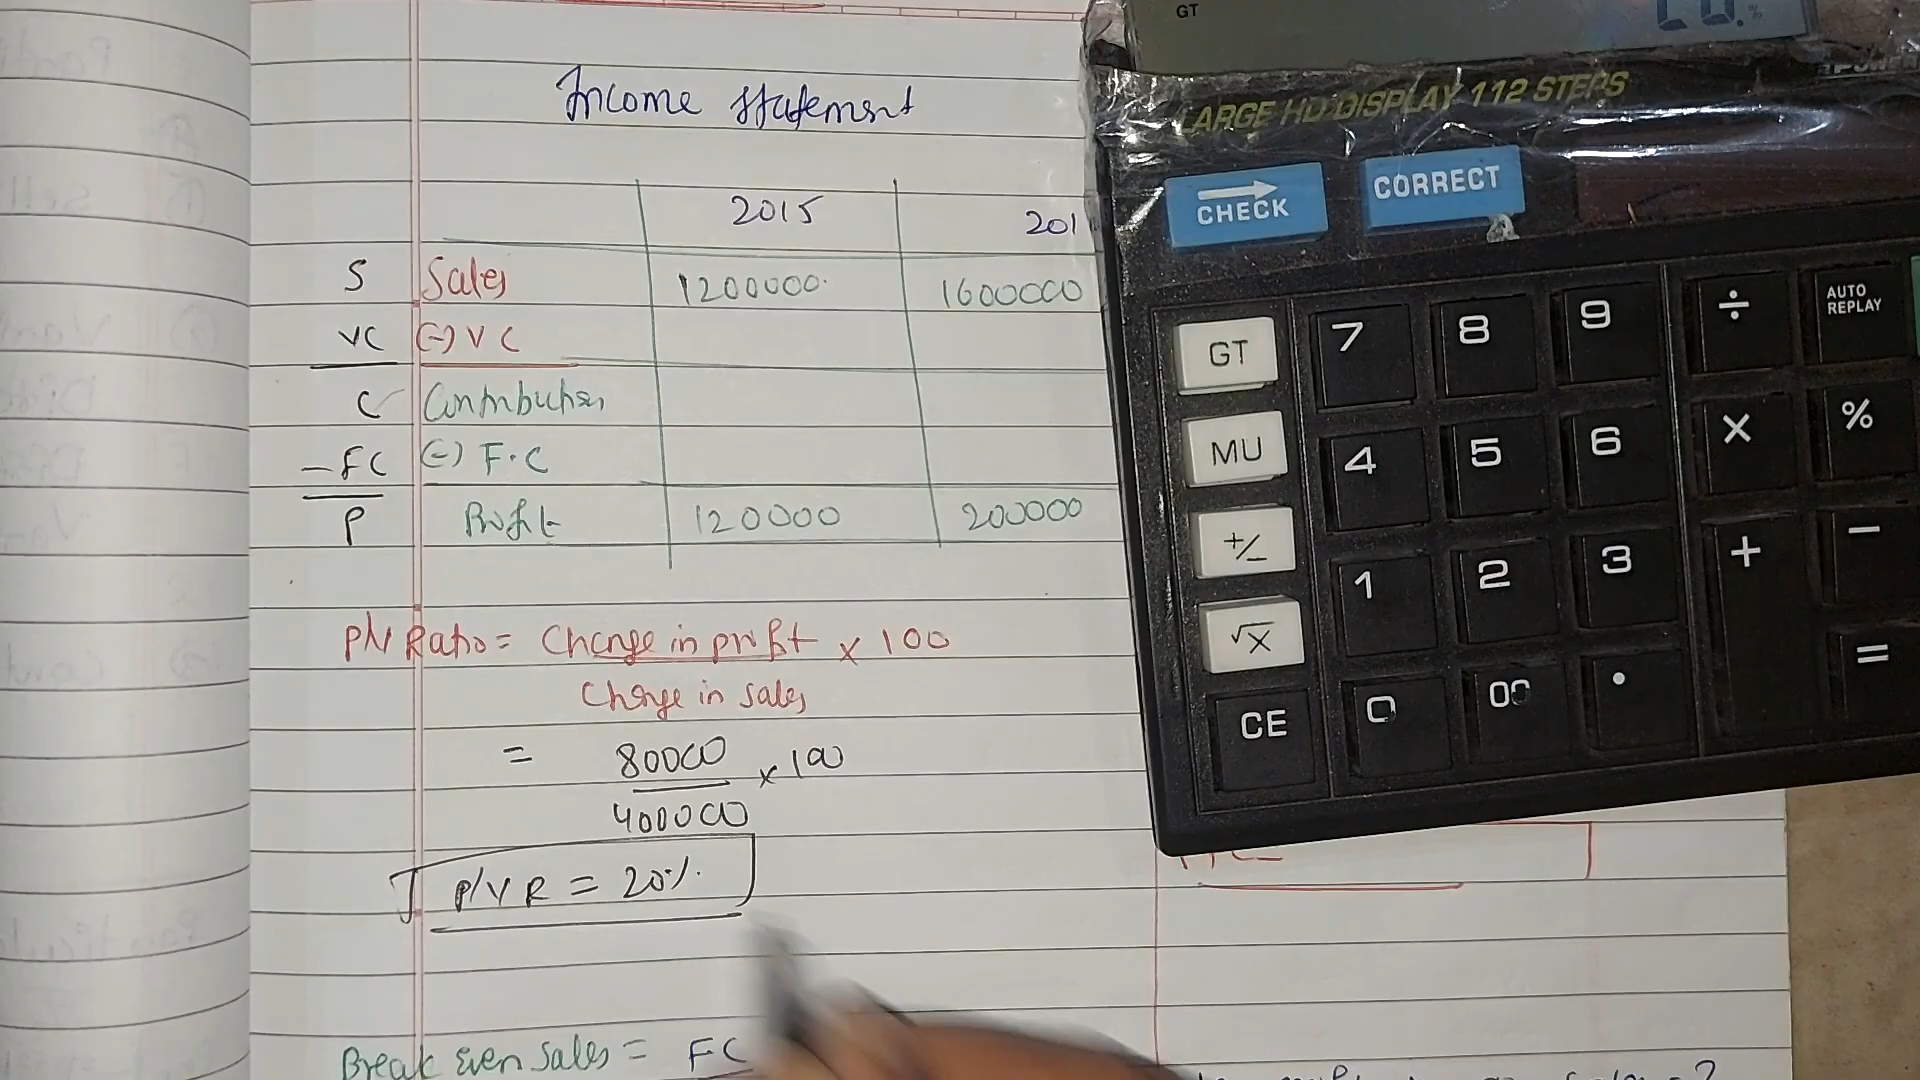 Income statement
2015 201
S Sales 1200000 1600000
VC (-) VC
C Contribution
- FC (-) F.C
P Profit 120000 200000
P/V Ratio = Change in profit × 100
Change in sales
= 80000 × 100
400000
P/V R = 20%
Break Even Sales = FC
GT
%
LARGE HD DISPLAY 112 STEPS
CHECK CORRECT
GT 7 8 9 ÷ AUTO REPLAY
MU 4 5 6 × %
+/- 1 2 3 + -
√X
CE 0 00 . =